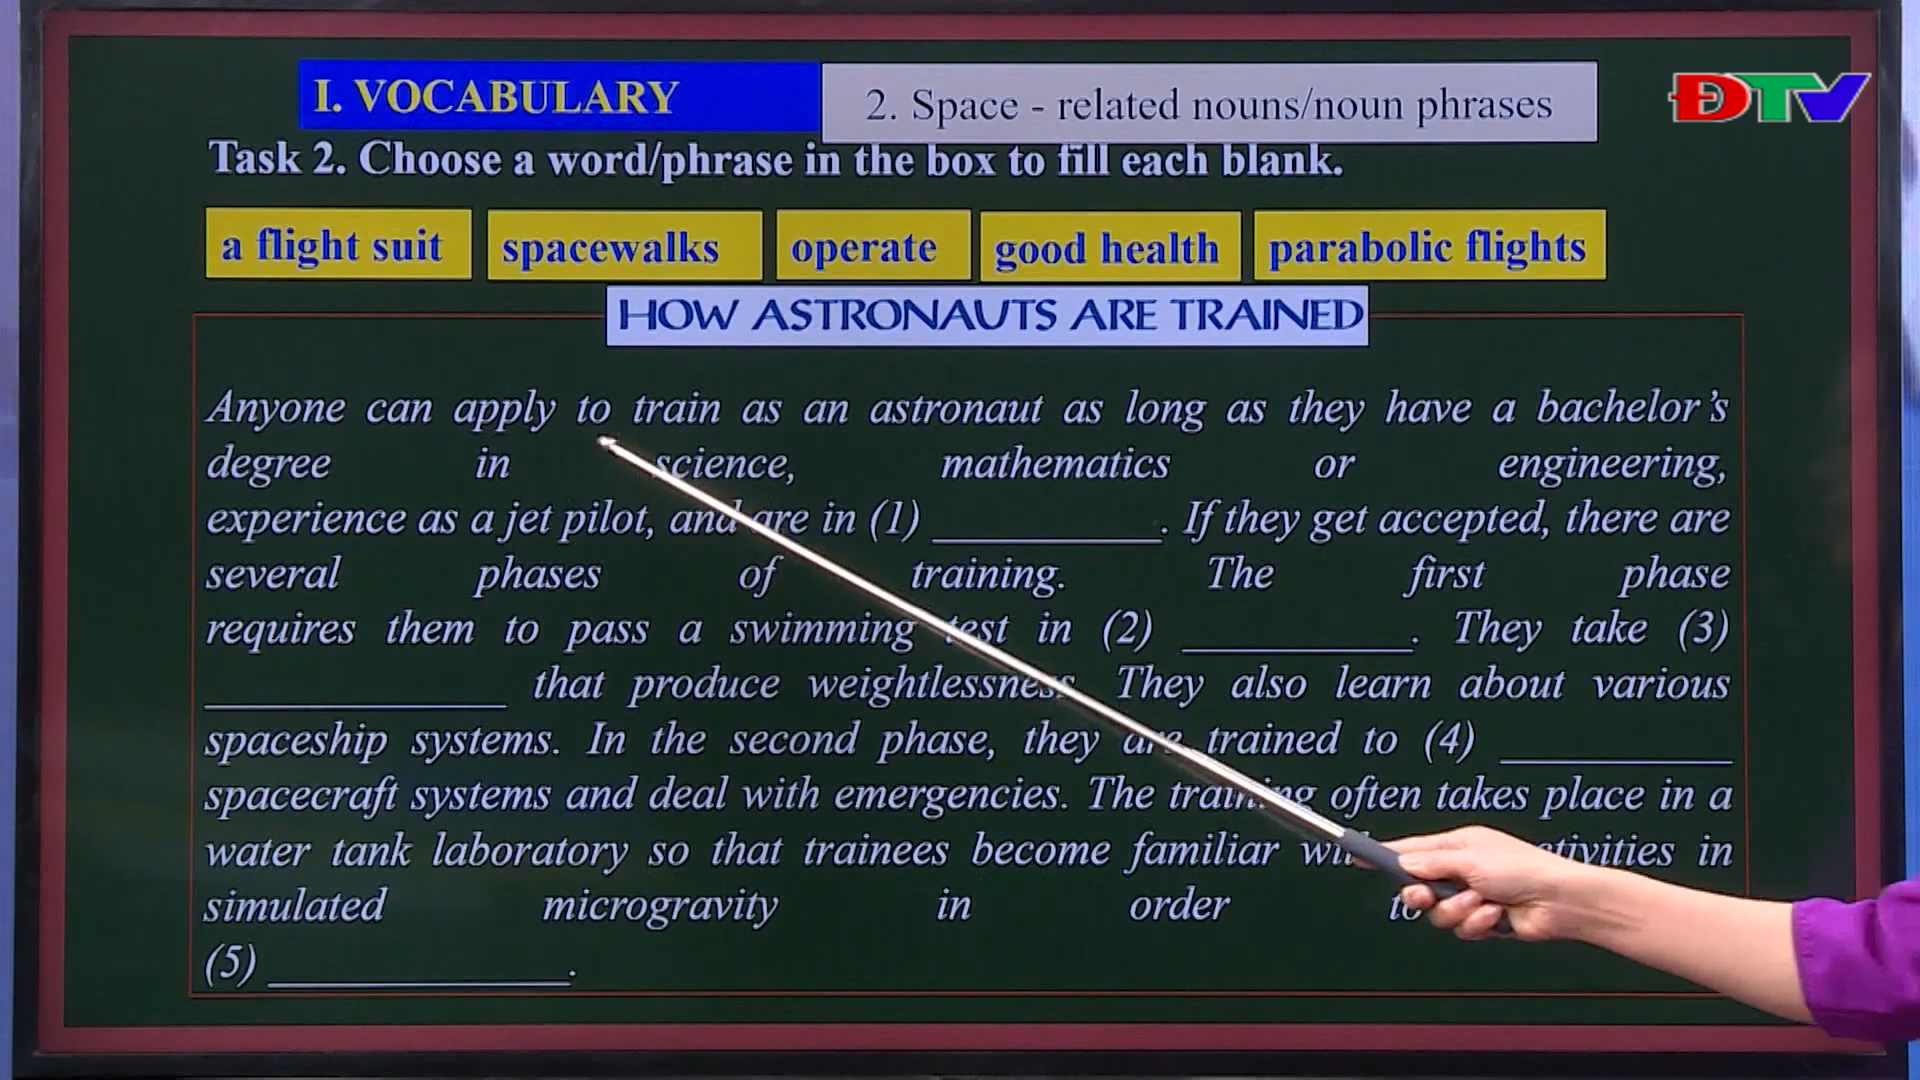 I. VOCABULARY
2. Space - related nouns/noun phrases
ĐTV
Task 2. Choose a word/phrase in the box to fill each blank.
a flight suit
spacewalks
operate
good health
parabolic flights
HOW ASTRONAUTS ARE TRAINED
Anyone can apply to train as an astronaut as long as they have a bachelor's
degree in science, mathematics or engineering,
experience as a jet pilot, and are in (1) ___________. If they get accepted, there are
several phases of training. The first phase
requires them to pass a swimming test in (2) ___________. They take (3)
______________ that produce weightlessness. They also learn about various
spaceship systems. In the second phase, they are trained to (4) ___________
spacecraft systems and deal with emergencies. The training often takes place in a
water tank laboratory so that trainees become familiar in
simulated microgravity in order to
(5) ______________.